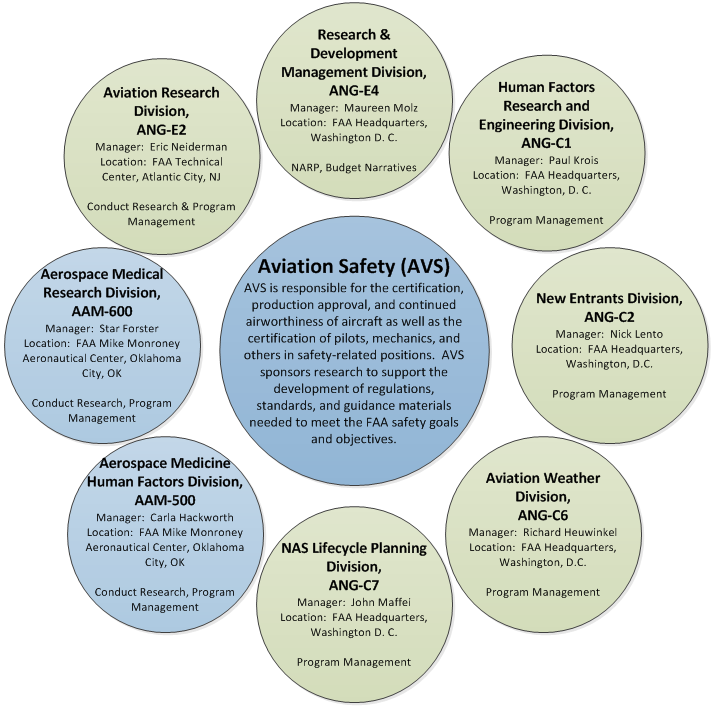 Research &
Development
Management Division,
ANG-E4
Manager:  Maureen Molz
Location:  FAA Headquarters,
Washington D. C.
NARP, Budget Narratives
Human Factors
Research and
Engineering Division,
ANG-C1
Manager:  Paul Krois
Location:  FAA Headquarters,
Washington, D. C.
Program Management
New Entrants Division,
ANG-C2
Manager:  Nick Lento
Location:  FAA Headquarters,
Washington, D.C.
Program Management
Aviation Weather
Division,
ANG-C6
Manager:  Richard Heuwinkel
Location:  FAA Headquarters,
Washington, D.C.
Program Management
NAS Lifecycle Planning
Division,
ANG-C7
Manager:  John Maffei
Location:  FAA Headquarters,
Washington D. C.
Program Management
Aerospace Medicine
Human Factors Division,
AAM-500
Manager:  Carla Hackworth
Location:  FAA Mike Monroney
Aeronautical Center, Oklahoma
City, OK
Conduct Research, Program
Management
Aerospace Medical
Research Division,
AAM-600
Manager:  Star Forster
Location:  FAA Mike Monroney
Aeronautical Center, Oklahoma
City, OK
Conduct Research, Program
Management
Aviation Research
Division,
ANG-E2
Manager:  Eric Neiderman
Location:  FAA Technical
Center, Atlantic City, NJ
Conduct Research & Program
Management
Aviation Safety (AVS)
AVS is responsible for the certification,
production approval, and continued
airworthiness of aircraft as well as the
certification of pilots, mechanics, and
others in safety-related positions.  AVS
sponsors research to support the
development of regulations,
standards, and guidance materials
needed to meet the FAA safety goals
and objectives.